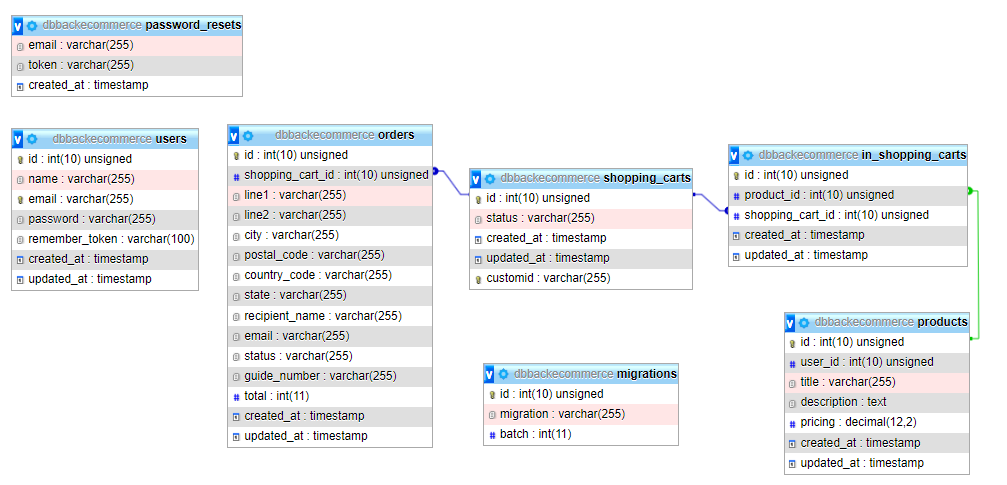 v dbbackecommerce password_resets
email : varchar(255)
token : varchar(255)
created_at : timestamp
v dbbackecommerce users
id : int(10) unsigned
name : varchar(255)
email : varchar(255)
password : varchar(255)
remember_token : varchar(100)
created_at : timestamp
updated_at : timestamp
v dbbackecommerce orders
id : int(10) unsigned
# shopping_cart_id : int(10) unsigned
line1 : varchar(255)
line2 : varchar(255)
city : varchar(255)
postal_code : varchar(255)
country_code : varchar(255)
state : varchar(255)
recipient_name : varchar(255)
email : varchar(255)
status : varchar(255)
guide_number : varchar(255)
# total : int(11)
created_at : timestamp
updated_at : timestamp
v dbbackecommerce shopping_carts
id : int(10) unsigned
status : varchar(255)
created_at : timestamp
updated_at : timestamp
customid : varchar(255)
v dbbackecommerce migrations
id : int(10) unsigned
migration : varchar(255)
# batch : int(11)
v dbbackecommerce in_shopping_carts
id : int(10) unsigned
# product_id : int(10) unsigned
# shopping_cart_id : int(10) unsigned
created_at : timestamp
updated_at : timestamp
v dbbackecommerce products
id : int(10) unsigned
# user_id : int(10) unsigned
title : varchar(255)
description : text
# pricing : decimal(12,2)
created_at : timestamp
updated_at : timestamp